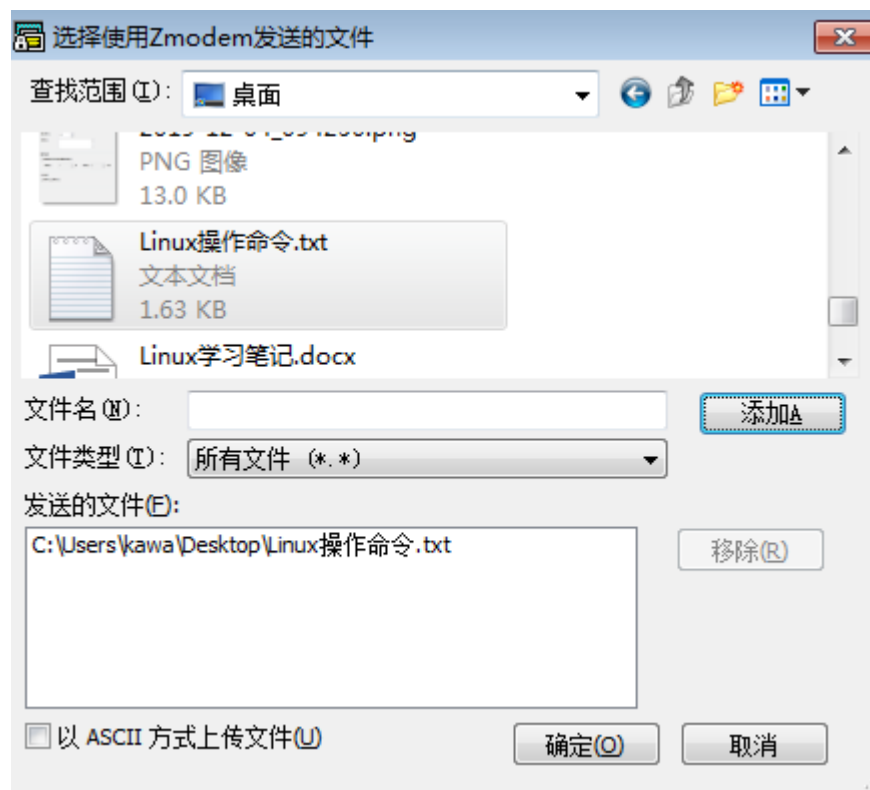 选择使用Zmodem发送的文件
查找范围(I): 桌面
PNG 图像
13.0 KB
Linux操作命令.txt
文本文档
1.63 KB
Linux学习笔记.docx
文件名(N): 添加A
文件类型(T): 所有文件 (*.*)
发送的文件(F):
C:\Users\kawa\Desktop\Linux操作命令.txt 移除(R)
以 ASCII 方式上传文件(U) 确定(O) 取消